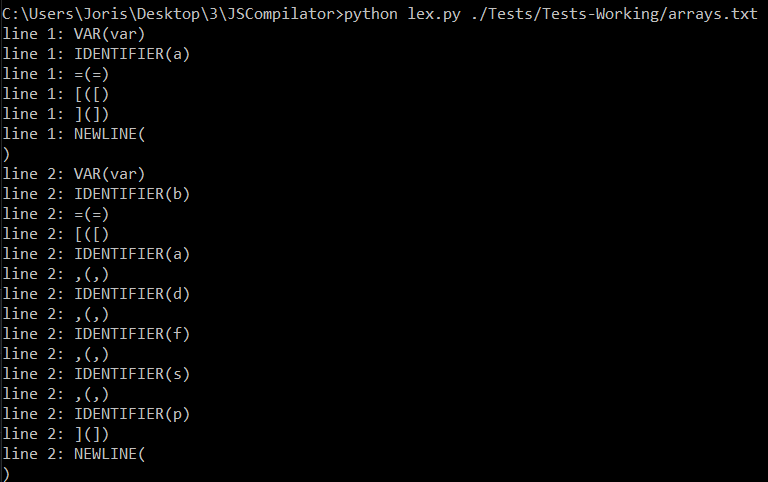 C:\Users\Joris\Desktop\3\JSCompilator>python lex.py ./Tests/Tests-Working/arrays.txt
line 1: VAR(var)
line 1: IDENTIFIER(a)
line 1: =(=)
line 1: [([)
line 1: ](])
line 1: NEWLINE(
)
line 2: VAR(var)
line 2: IDENTIFIER(b)
line 2: =(=)
line 2: [([)
line 2: IDENTIFIER(a)
line 2: ,(,)
line 2: IDENTIFIER(d)
line 2: ,(,)
line 2: IDENTIFIER(f)
line 2: ,(,)
line 2: IDENTIFIER(s)
line 2: ,(,)
line 2: IDENTIFIER(p)
line 2: ](])
line 2: NEWLINE(
)